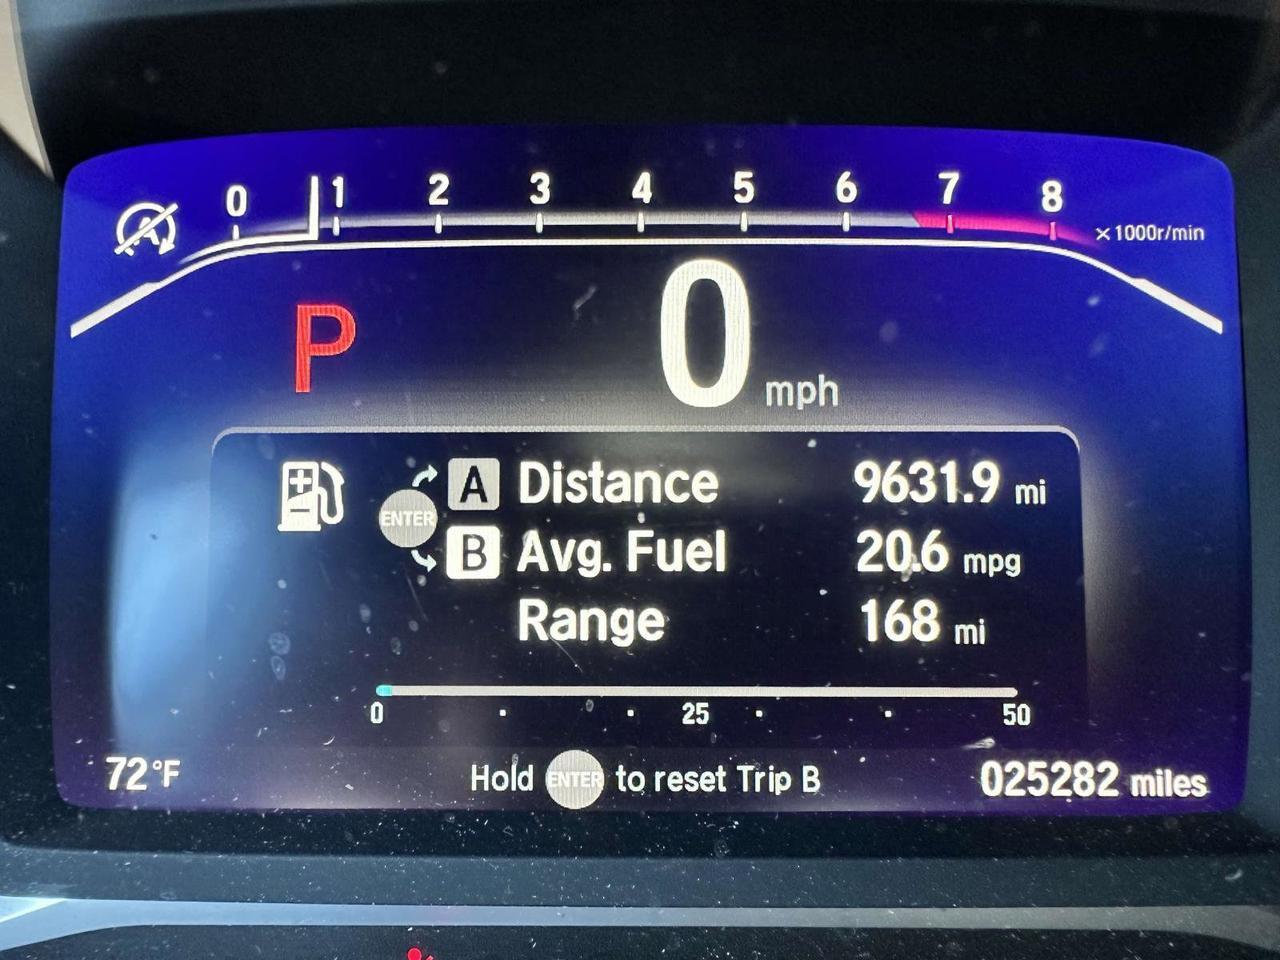 0 1 2 3 4 5 6 7 8
A
x1000r/min
P
0 mph
A Distance 9631.9 mi
ENTER
B Avg. Fuel 20.6 mpg
Range 168 mi
0 25 50
72°F
Hold ENTER to reset Trip B
025282 miles